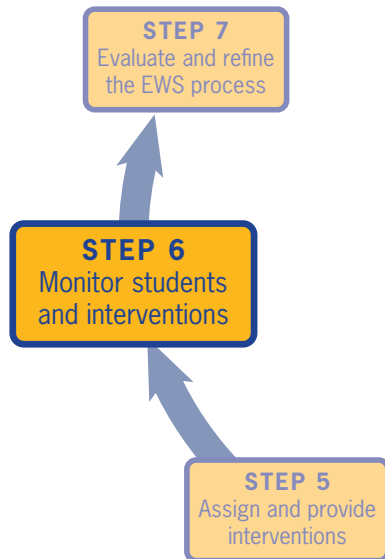 STEP 7
Evaluate and refine
the EWS process
STEP 6
Monitor students
and interventions
STEP 5
Assign and provide
interventions